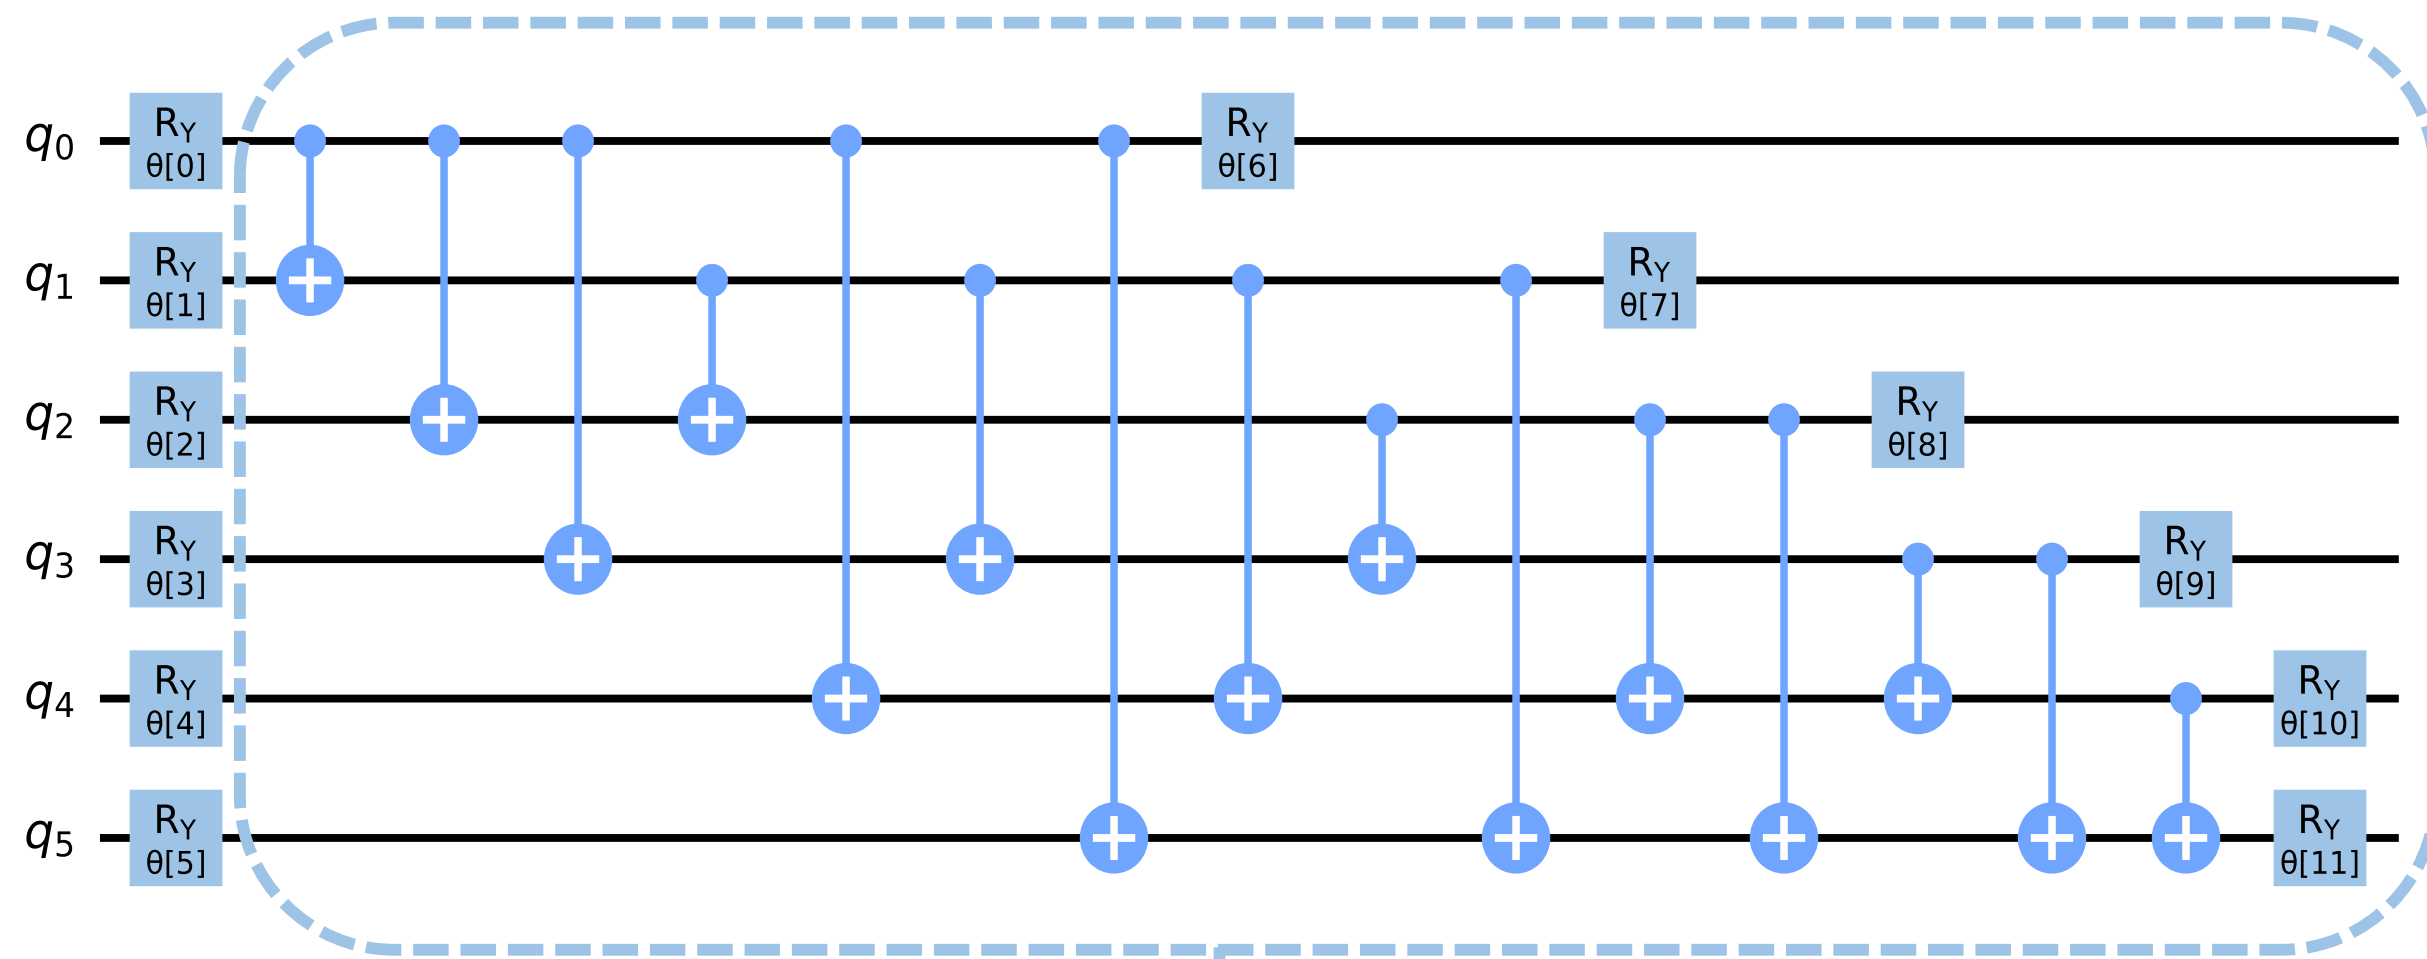 q0 RY θ[0] RY θ[6]
q1 RY θ[1] RY θ[7]
q2 RY θ[2] RY θ[8]
q3 RY θ[3] RY θ[9]
q4 RY θ[4] RY θ[10]
q5 RY θ[5] RY θ[11]